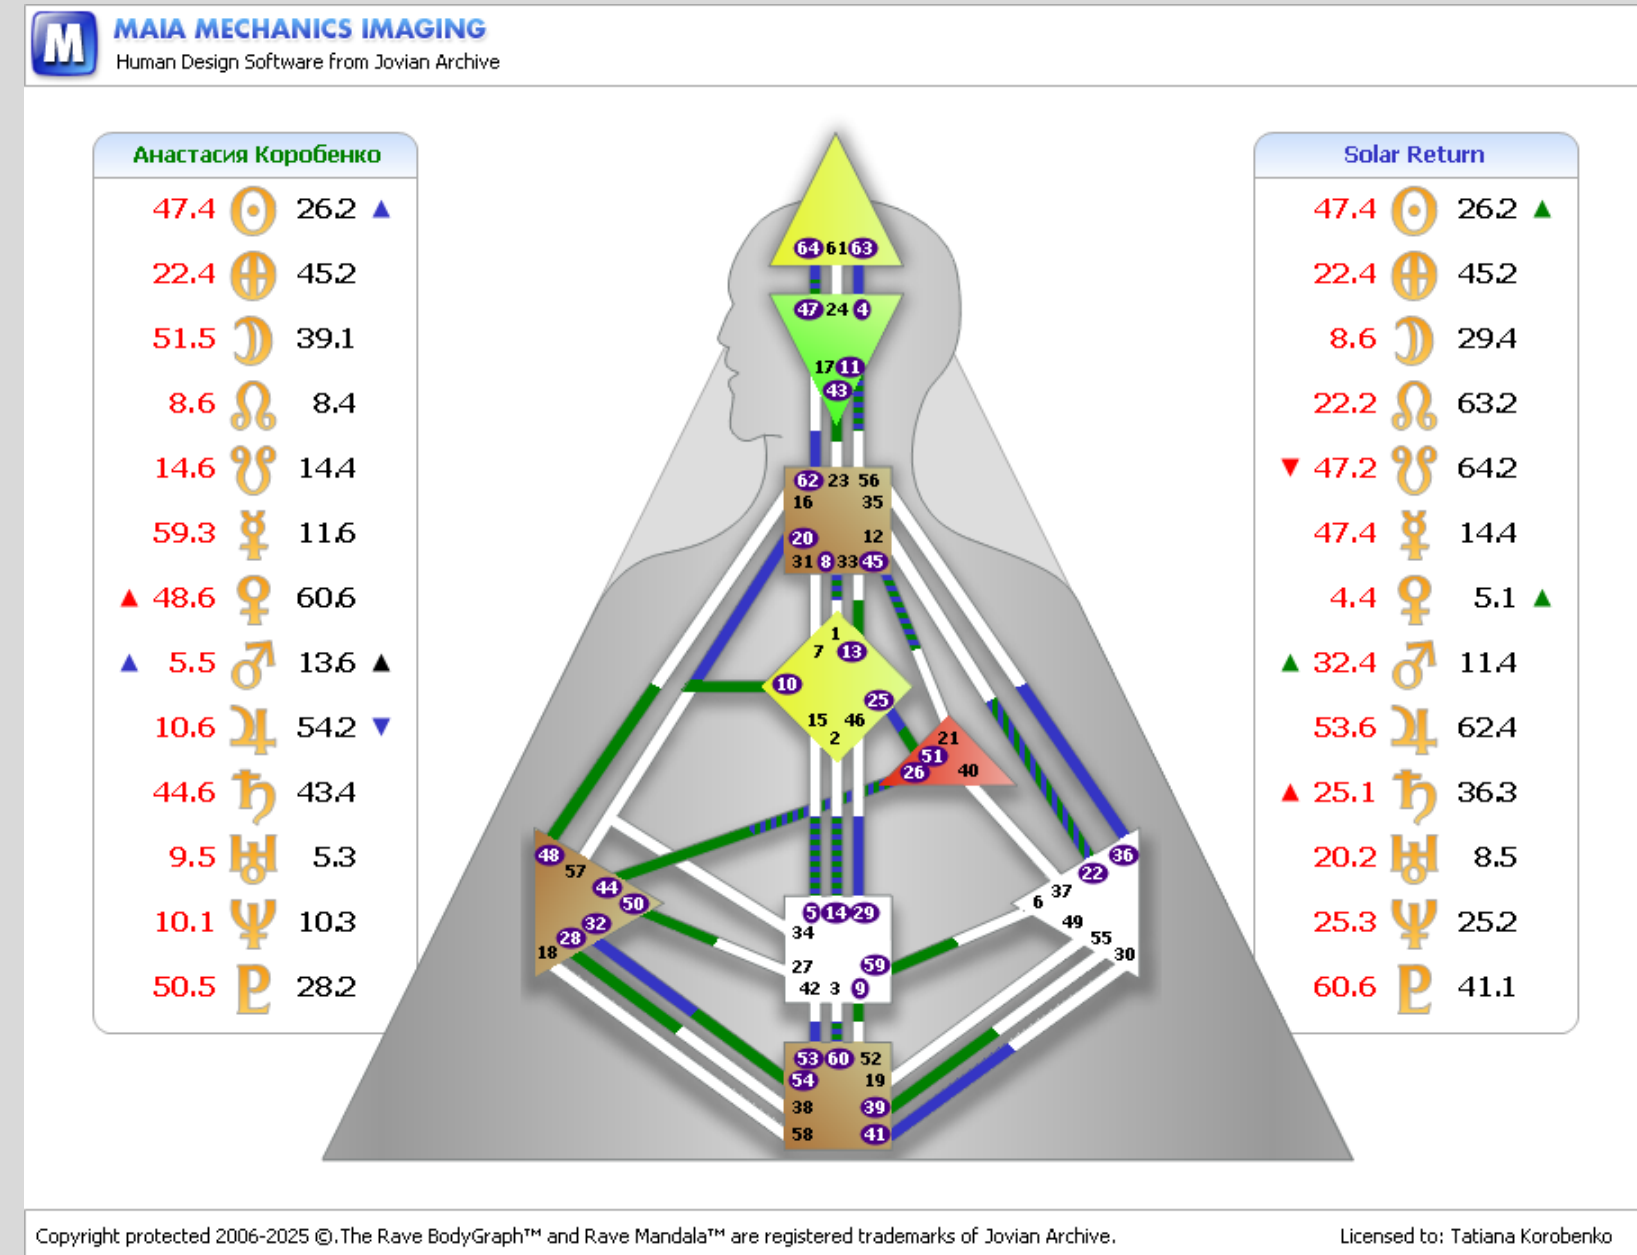 M MAIA MECHANICS IMAGING
Human Design Software from Jovian Archive
Анастасия Коробенко
47.4 26.2 ▲
22.4 45.2
51.5 39.1
8.6 8.4
14.6 14.4
59.3 11.6
▲ 48.6 60.6
▲ 5.5 13.6 ▲
10.6 54.2 ▼
44.6 43.4
9.5 5.3
10.1 10.3
50.5 28.2
64 61 63
47 24 4
17 11
43
62 23 56
16 35
20 12
31 8 33 45
1
7 13
10
25
15 46
2
21
51
26 40
48
57
44
50
32
28
18
36
22
37
6
49
55
30
5 14 29
34
27 59
42 3 9
53 60 52
54 19
38 39
58 41
Solar Return
47.4 26.2 ▲
22.4 45.2
8.6 29.4
22.2 63.2
▼ 47.2 64.2
47.4 14.4
4.4 5.1 ▲
▲ 32.4 11.4
53.6 62.4
▲ 25.1 36.3
20.2 8.5
25.3 25.2
60.6 41.1
Copyright protected 2006-2025 ©.The Rave BodyGraph™ and Rave Mandala™ are registered trademarks of Jovian Archive.
Licensed to: Tatiana Korobenko